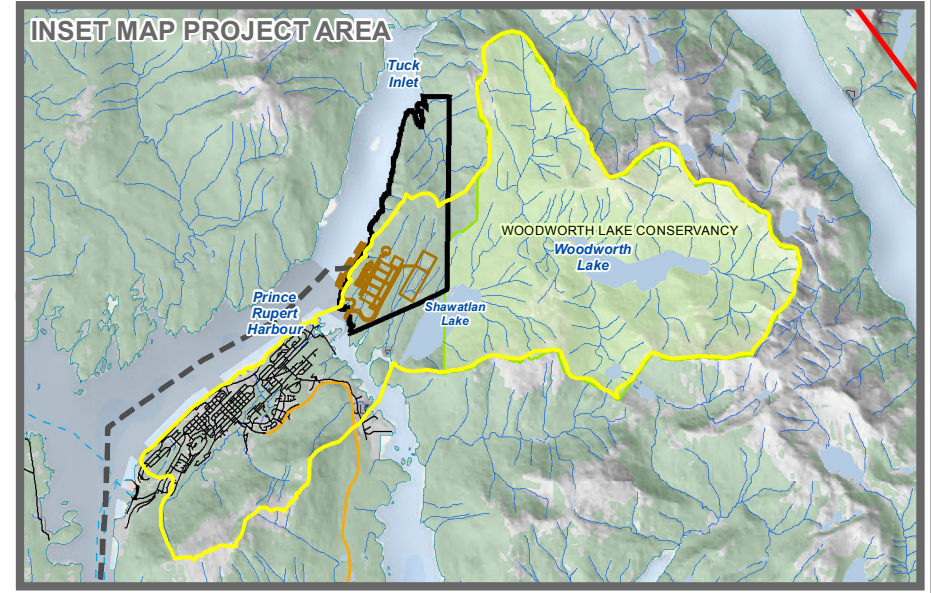 INSET MAP PROJECT AREA
Tuck
Inlet
WOODWORTH LAKE CONSERVANCY
Woodworth
Lake
Prince
Rupert
Harbour
Shawatlan
Lake